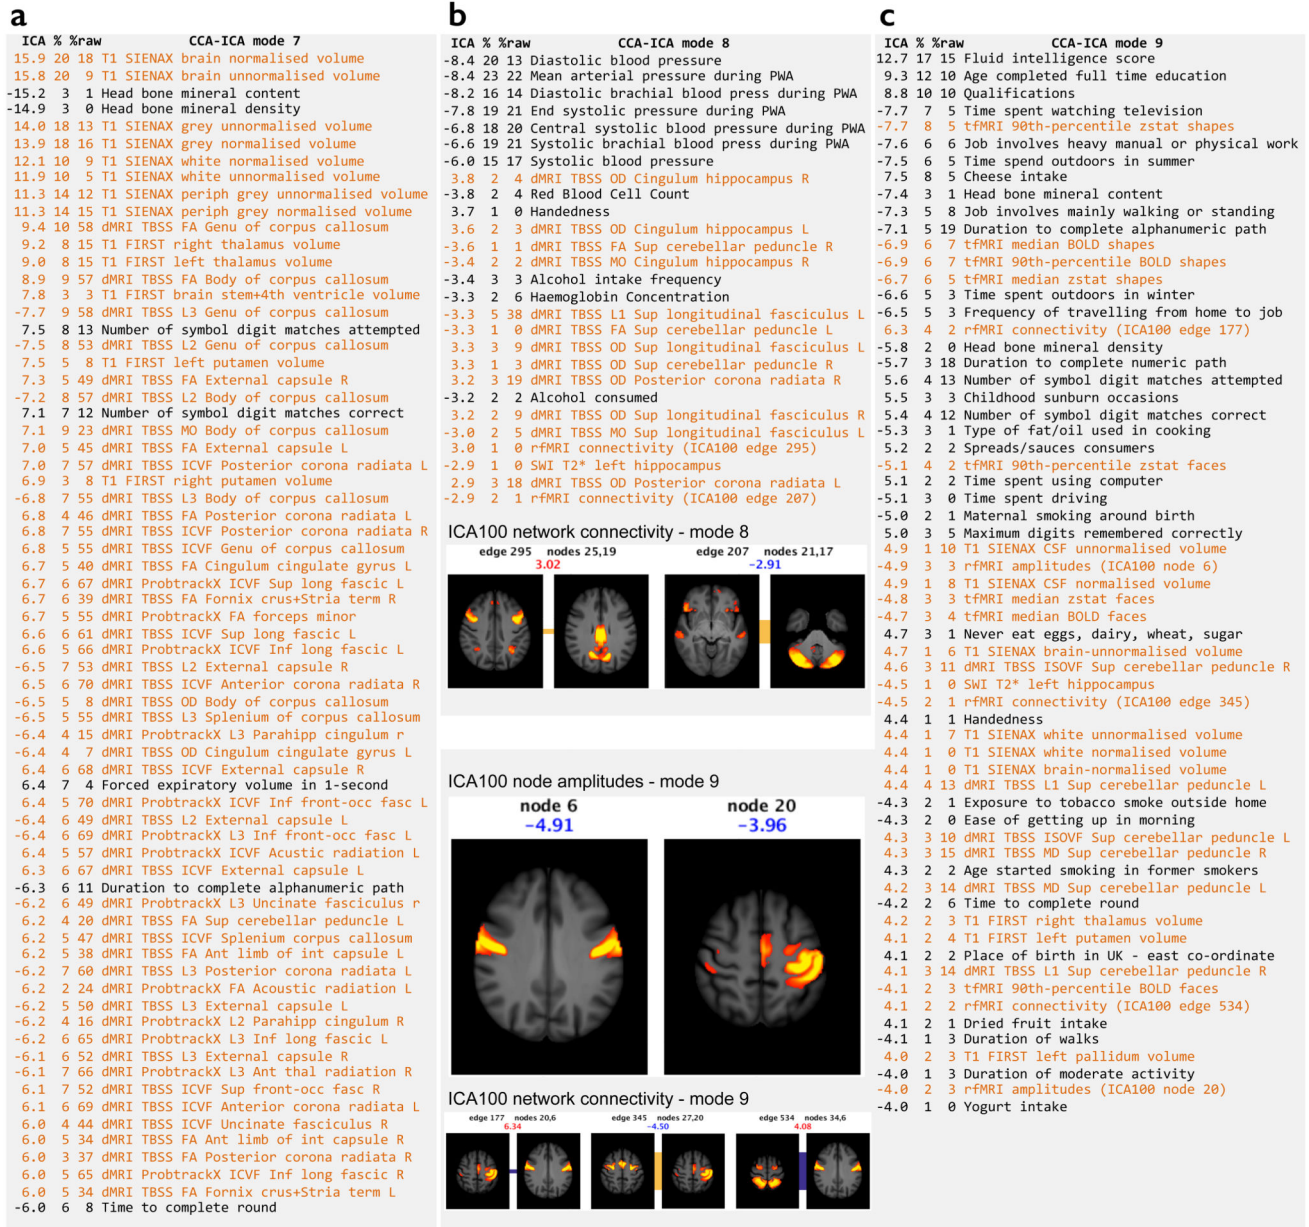 a
ICA % %raw CCA-ICA mode 7
15.9 20 18 T1 SIENAX brain normalised volume
15.8 20 9 T1 SIENAX brain unnormalised volume
-15.2 3 1 Head bone mineral content
-14.9 3 0 Head bone mineral density
14.0 18 13 T1 SIENAX grey unnormalised volume
13.9 18 16 T1 SIENAX grey normalised volume
12.1 10 9 T1 SIENAX white normalised volume
11.9 10 5 T1 SIENAX white unnormalised volume
11.3 14 12 T1 SIENAX periph grey unnormalised volume
11.3 14 15 T1 SIENAX periph grey normalised volume
9.4 10 58 dMRI TBSS FA Genu of corpus callosum
9.2 8 15 T1 FIRST right thalamus volume
9.0 8 15 T1 FIRST left thalamus volume
8.9 9 57 dMRI TBSS FA Body of corpus callosum
7.8 3 3 T1 FIRST brain stem+4th ventricle volume
-7.7 9 58 dMRI TBSS L3 Genu of corpus callosum
7.5 8 13 Number of symbol digit matches attempted
-7.5 8 53 dMRI TBSS L2 Genu of corpus callosum
7.5 5 8 T1 FIRST left putamen volume
7.3 5 49 dMRI TBSS FA External capsule R
-7.2 8 57 dMRI TBSS L2 Body of corpus callosum
7.1 7 12 Number of symbol digit matches correct
7.1 9 23 dMRI TBSS MO Body of corpus callosum
7.0 5 45 dMRI TBSS FA External capsule L
7.0 7 57 dMRI TBSS ICVF Posterior corona radiata L
6.9 3 8 T1 FIRST right putamen volume
-6.8 7 55 dMRI TBSS L3 Body of corpus callosum
6.8 4 46 dMRI TBSS FA Posterior corona radiata L
6.8 7 55 dMRI TBSS ICVF Posterior corona radiata R
6.8 5 55 dMRI TBSS ICVF Genu of corpus callosum
6.7 5 40 dMRI TBSS FA Cingulum cingulate gyrus L
6.7 6 67 dMRI ProbtrackX ICVF Sup long fascic L
6.7 6 39 dMRI TBSS FA Fornix crus+Stria term R
6.7 5 55 dMRI ProbtrackX FA forceps minor
6.6 6 61 dMRI TBSS ICVF Sup long fascic L
6.6 5 66 dMRI ProbtrackX ICVF Inf long fascic L
-6.5 7 53 dMRI TBSS L2 External capsule R
6.5 6 70 dMRI TBSS ICVF Anterior corona radiata R
-6.5 5 8 dMRI TBSS OD Body of corpus callosum
-6.5 5 55 dMRI TBSS L3 Splenium of corpus callosum
-6.4 4 15 dMRI ProbtrackX L3 Parahipp cingulum r
-6.4 4 7 dMRI TBSS OD Cingulum cingulate gyrus L
6.4 6 68 dMRI TBSS ICVF External capsule R
6.4 7 4 Forced expiratory volume in 1-second
6.4 5 70 dMRI ProbtrackX ICVF Inf front-occ fasc L
-6.4 6 49 dMRI TBSS L2 External capsule L
-6.4 6 69 dMRI ProbtrackX L3 Inf front-occ fasc L
6.4 5 57 dMRI ProbtrackX ICVF Acustic radiation L
6.3 6 67 dMRI TBSS ICVF External capsule L
-6.3 6 11 Duration to complete alphanumeric path
-6.2 6 49 dMRI ProbtrackX L3 Uncinate fasciculus r
6.2 4 20 dMRI TBSS FA Sup cerebellar peduncle L
6.2 5 47 dMRI TBSS ICVF Splenium corpus callosum
6.2 5 38 dMRI TBSS FA Ant limb of int capsule L
-6.2 7 60 dMRI TBSS L3 Posterior corona radiata L
6.2 2 24 dMRI ProbtrackX FA Acoustic radiation L
-6.2 5 50 dMRI TBSS L3 External capsule L
-6.2 4 16 dMRI ProbtrackX L2 Parahipp cingulum R
-6.2 6 65 dMRI ProbtrackX L3 Inf long fascic L
-6.1 6 52 dMRI TBSS L3 External capsule R
-6.1 7 66 dMRI ProbtrackX L3 Ant thal radiation R
6.1 7 52 dMRI TBSS ICVF Sup front-occ fasc R
6.1 6 69 dMRI TBSS ICVF Anterior corona radiata L
6.0 4 44 dMRI TBSS ICVF Uncinate fasciculus R
6.0 5 34 dMRI TBSS FA Ant limb of int capsule R
6.0 3 37 dMRI TBSS FA Posterior corona radiata R
6.0 5 65 dMRI ProbtrackX ICVF Inf long fascic R
6.0 5 34 dMRI TBSS FA Fornix crus+Stria term L
-6.0 6 8 Time to complete round
b
ICA % %raw CCA-ICA mode 8
-8.4 20 13 Diastolic blood pressure
-8.4 23 22 Mean arterial pressure during PWA
-8.2 16 14 Diastolic brachial blood press during PWA
-7.8 19 21 End systolic pressure during PWA
-6.8 18 20 Central systolic blood pressure during PWA
-6.6 19 21 Systolic brachial blood press during PWA
-6.0 15 17 Systolic blood pressure
3.8 2 4 dMRI TBSS OD Cingulum hippocampus R
-3.8 2 4 Red Blood Cell Count
3.7 1 0 Handedness
3.6 2 3 dMRI TBSS OD Cingulum hippocampus L
-3.6 1 1 dMRI TBSS FA Sup cerebellar peduncle R
-3.4 2 2 dMRI TBSS MO Cingulum hippocampus R
-3.4 3 3 Alcohol intake frequency
-3.3 2 6 Haemoglobin Concentration
-3.3 5 38 dMRI TBSS L1 Sup longitudinal fasciculus L
-3.3 1 0 dMRI TBSS FA Sup cerebellar peduncle L
3.3 3 9 dMRI TBSS OD Sup longitudinal fasciculus L
3.3 1 3 dMRI TBSS OD Sup cerebellar peduncle R
3.2 3 19 dMRI TBSS OD Posterior corona radiata R
-3.2 2 2 Alcohol consumed
3.2 2 9 dMRI TBSS OD Sup longitudinal fasciculus R
-3.0 2 5 dMRI TBSS MO Sup longitudinal fasciculus L
3.0 1 0 rfMRI connectivity (ICA100 edge 295)
-2.9 1 0 SWI T2* left hippocampus
2.9 3 18 dMRI TBSS OD Posterior corona radiata L
-2.9 2 1 rfMRI connectivity (ICA100 edge 207)
ICA100 network connectivity - mode 8
edge 295 nodes 25,19
3.02
edge 207 nodes 21,17
-2.91
ICA100 node amplitudes - mode 9
node 6
-4.91
node 20
-3.96
ICA100 network connectivity - mode 9
edge 177 nodes 20,6
6.34
edge 345 nodes 27,20
-4.50
edge 534 nodes 34,6
4.08
c
ICA % %raw CCA-ICA mode 9
12.7 17 15 Fluid intelligence score
9.3 12 10 Age completed full time education
8.8 10 10 Qualifications
-7.7 7 5 Time spent watching television
-7.7 8 5 tfMRI 90th-percentile zstat shapes
-7.6 6 6 Job involves heavy manual or physical work
-7.5 6 5 Time spend outdoors in summer
7.5 8 5 Cheese intake
-7.4 3 1 Head bone mineral content
-7.3 5 8 Job involves mainly walking or standing
-7.1 5 19 Duration to complete alphanumeric path
-6.9 6 7 tfMRI median BOLD shapes
-6.9 6 7 tfMRI 90th-percentile BOLD shapes
-6.7 6 5 tfMRI median zstat shapes
-6.6 5 3 Time spent outdoors in winter
-6.5 5 3 Frequency of travelling from home to job
6.3 4 2 rfMRI connectivity (ICA100 edge 177)
-5.8 2 0 Head bone mineral density
-5.7 3 18 Duration to complete numeric path
5.6 4 13 Number of symbol digit matches attempted
5.5 3 3 Childhood sunburn occasions
5.4 4 12 Number of symbol digit matches correct
-5.3 3 1 Type of fat/oil used in cooking
5.2 2 2 Spreads/sauces consumers
-5.1 4 2 tfMRI 90th-percentile zstat faces
5.1 2 2 Time spent using computer
-5.1 3 0 Time spent driving
-5.0 2 1 Maternal smoking around birth
5.0 3 5 Maximum digits remembered correctly
4.9 1 10 T1 SIENAX CSF unnormalised volume
-4.9 3 3 rfMRI amplitudes (ICA100 node 6)
4.9 1 8 T1 SIENAX CSF normalised volume
-4.8 3 3 tfMRI median zstat faces
-4.7 3 4 tfMRI median BOLD faces
4.7 3 1 Never eat eggs, dairy, wheat, sugar
4.7 1 6 T1 SIENAX brain-unnormalised volume
4.6 3 11 dMRI TBSS ISOVF Sup cerebellar peduncle R
-4.5 1 0 SWI T2* left hippocampus
-4.5 2 1 rfMRI connectivity (ICA100 edge 345)
4.4 1 1 Handedness
4.4 1 7 T1 SIENAX white unnormalised volume
4.4 1 0 T1 SIENAX white normalised volume
4.4 1 0 T1 SIENAX brain-normalised volume
4.4 4 13 dMRI TBSS L1 Sup cerebellar peduncle L
-4.3 2 1 Exposure to tobacco smoke outside home
-4.3 2 0 Ease of getting up in morning
4.3 3 10 dMRI TBSS ISOVF Sup cerebellar peduncle L
4.3 3 15 dMRI TBSS MD Sup cerebellar peduncle R
4.3 2 2 Age started smoking in former smokers
4.2 3 14 dMRI TBSS MD Sup cerebellar peduncle L
-4.2 2 6 Time to complete round
4.2 2 3 T1 FIRST right thalamus volume
4.1 2 4 T1 FIRST left putamen volume
4.1 2 2 Place of birth in UK - east co-ordinate
4.1 3 14 dMRI TBSS L1 Sup cerebellar peduncle R
-4.1 2 3 tfMRI 90th-percentile BOLD faces
4.1 2 2 rfMRI connectivity (ICA100 edge 534)
4.1 2 1 Dried fruit intake
-4.1 1 3 Duration of walks
4.0 2 3 T1 FIRST left pallidum volume
-4.0 1 3 Duration of moderate activity
-4.0 2 3 rfMRI amplitudes (ICA100 node 20)
-4.0 1 0 Yogurt intake